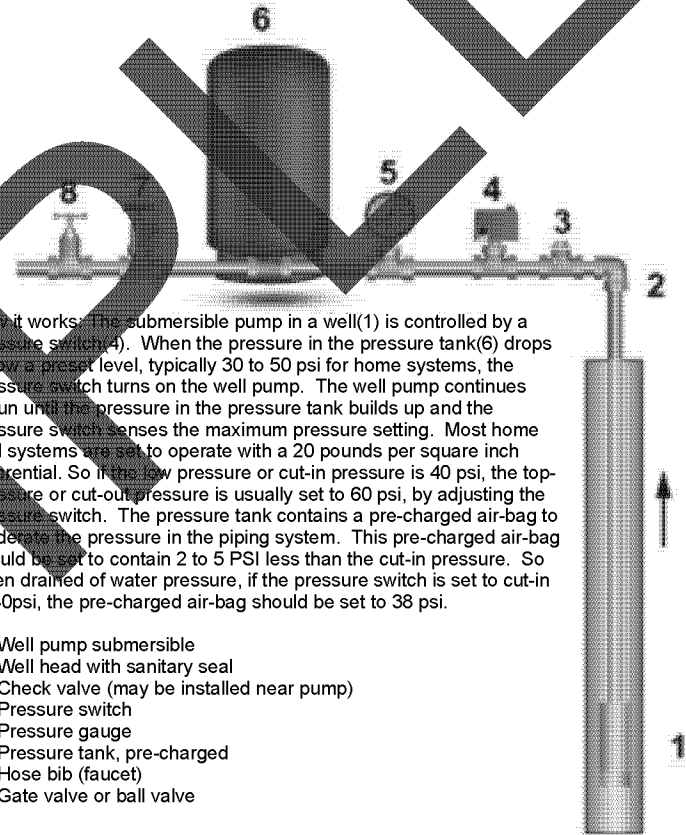 6
5
4
3
8
7
2
it works: The submersible pump in a well(1) is controlled by a
ssure switch(4). When the pressure in the pressure tank(6) drops
ow a preset level, typically 30 to 50 psi for home systems, the
ssure switch turns on the well pump. The well pump continues
un until the pressure in the pressure tank builds up and the
ssure switch senses the maximum pressure setting. Most home
l systems are set to operate with a 20 pounds per square inch
erential. So if the low pressure or cut-in pressure is 40 psi, the top-
ssure or cut-out pressure is usually set to 60 psi, by adjusting the
ssure switch. The pressure tank contains a pre-charged air-bag to
derate the pressure in the piping system. This pre-charged air-bag
uld be set to contain 2 to 5 PSI less than the cut-in pressure. So
en drained of water pressure, if the pressure switch is set to cut-in
0psi, the pre-charged air-bag should be set to 38 psi.
Well pump submersible
Well head with sanitary seal
Check valve (may be installed near pump)
Pressure switch
Pressure gauge
Pressure tank, pre-charged
Hose bib (faucet)
Gate valve or ball valve
1
PL